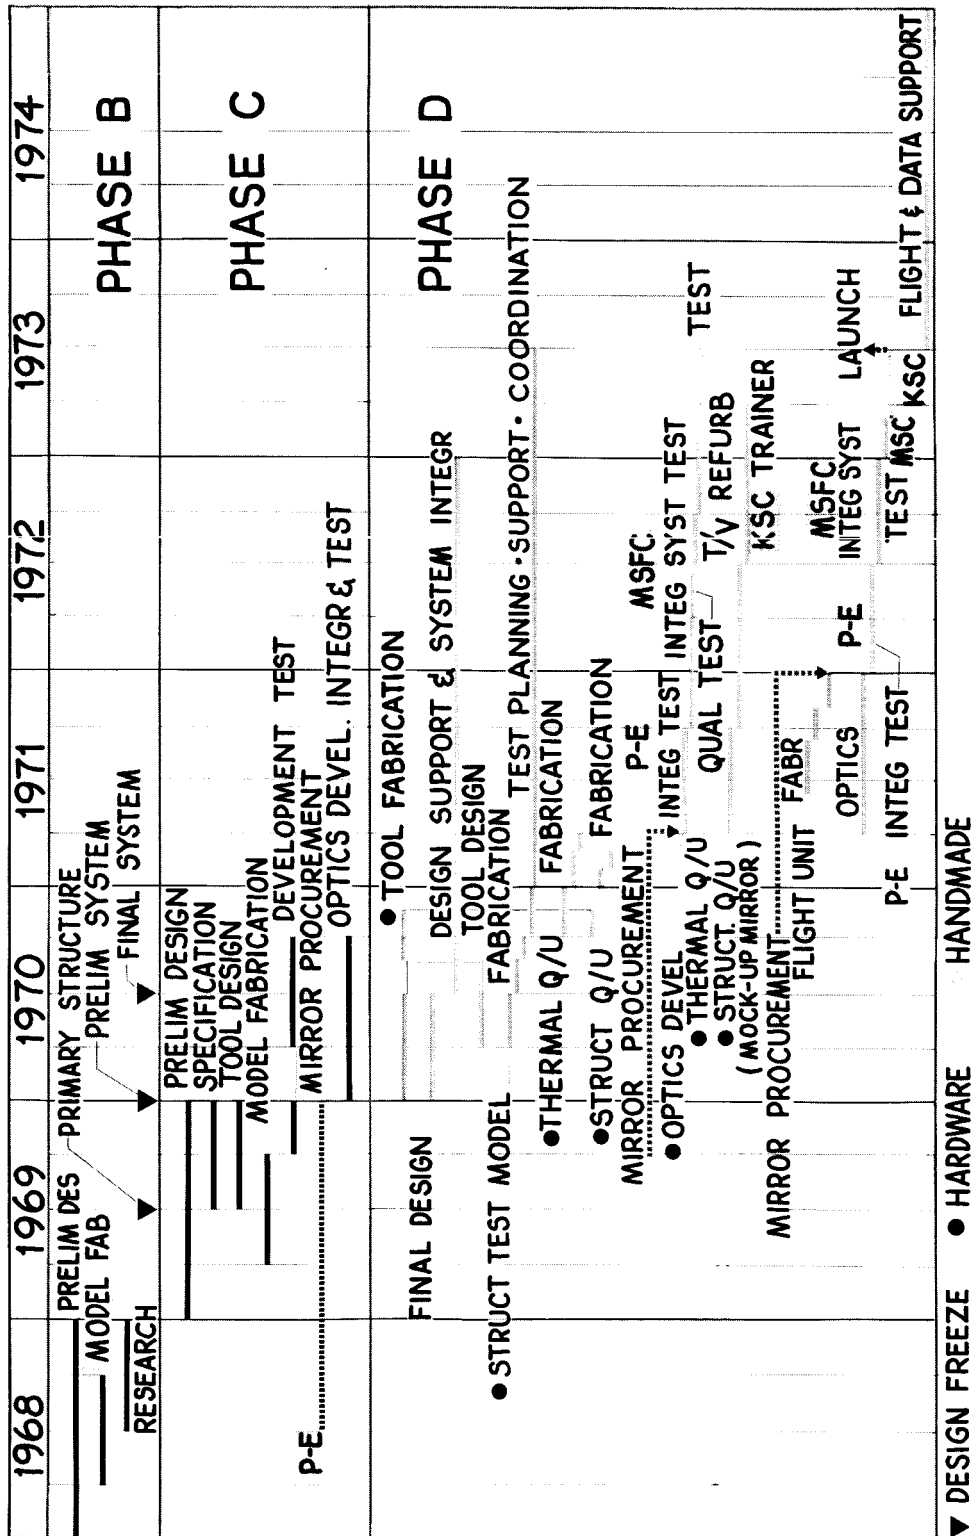 1968 1969 1970 1971 1972 1973 1974
PHASE B
PRELIM DES
PRIMARY STRUCTURE
MODEL FAB
PRELIM SYSTEM
RESEARCH
FINAL SYSTEM
PHASE C
PRELIM DESIGN
SPECIFICATION
TOOL DESIGN
MODEL FABRICATION
DEVELOPMENT TEST
P-E
MIRROR PROCUREMENT
OPTICS DEVEL. INTEGR & TEST
PHASE D
● TOOL FABRICATION
FINAL DESIGN
DESIGN SUPPORT & SYSTEM INTEGR
TOOL DESIGN
● STRUCT TEST MODEL FABRICATION
TEST PLANNING · SUPPORT · COORDINATION
● THERMAL Q/U FABRICATION
● STRUCT Q/U FABRICATION
MIRROR PROCUREMENT P-E MSFC
● OPTICS DEVEL INTEG TEST INTEG SYST TEST
● THERMAL Q/U QUAL TEST TEST
● STRUCT. Q/U T/V REFURB
(MOCK-UP MIRROR)
KSC TRAINER
MIRROR PROCUREMENT
FLIGHT UNIT FABR
MSFC
OPTICS P-E INTEG SYST LAUNCH
P-E INTEG TEST TEST MSC KSC
FLIGHT & DATA SUPPORT
▼ DESIGN FREEZE ● HARDWARE HANDMADE